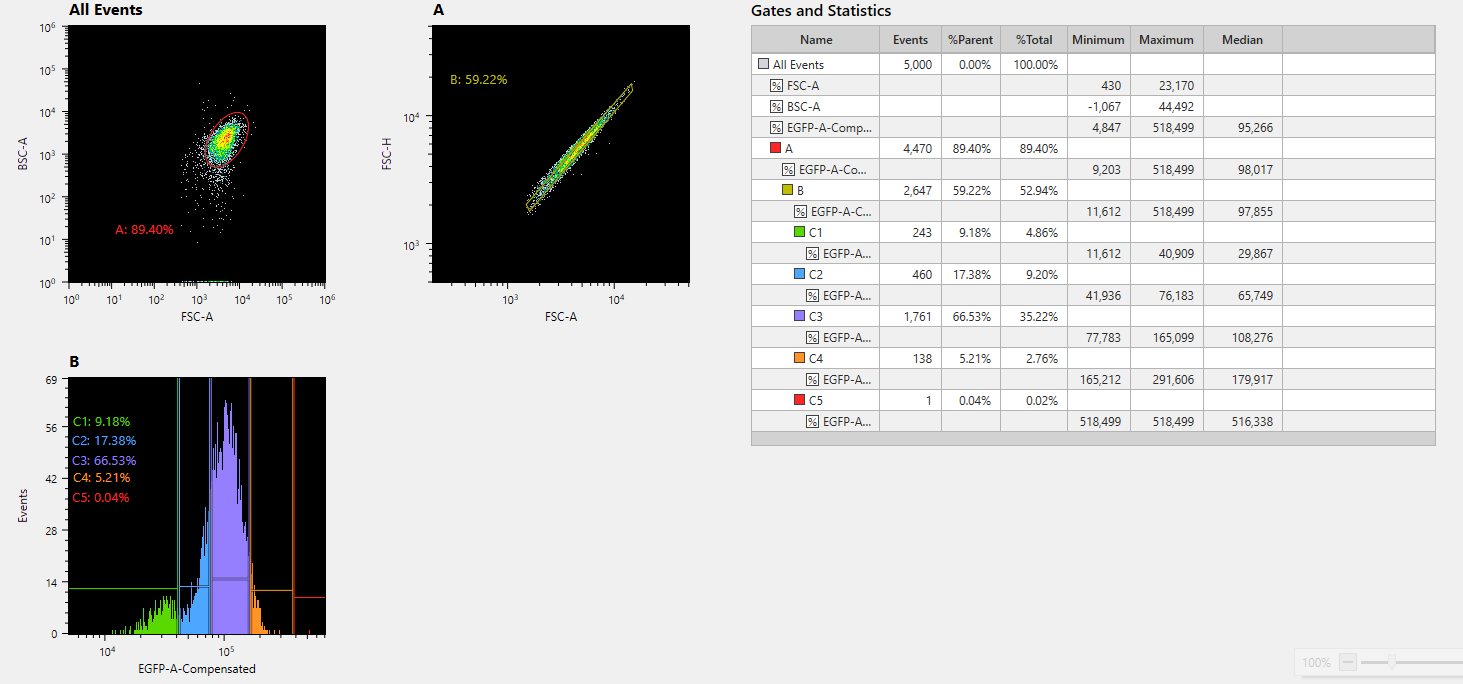 All Events
10⁶
10⁵
10⁴
10³
10²
10¹
10⁰
BSC-A
A: 89.40%
10⁰ 10¹ 10² 10³ 10⁴ 10⁵ 10⁶
FSC-A
A
B: 59.22%
10⁴
10³
FSC-H
10³ 10⁴
FSC-A
B
69
56
42
28
14
0
Events
C1: 9.18%
C2: 17.38%
C3: 66.53%
C4: 5.21%
C5: 0.04%
10⁴ 10⁵
EGFP-A-Compensated
Gates and Statistics
Name Events %Parent %Total Minimum Maximum Median
All Events 5,000 0.00% 100.00%
% FSC-A 430 23,170
% BSC-A -1,067 44,492
% EGFP-A-Comp... 4,847 518,499 95,266
A 4,470 89.40% 89.40%
% EGFP-A-Co... 9,203 518,499 98,017
B 2,647 59.22% 52.94%
% EGFP-A-C... 11,612 518,499 97,855
C1 243 9.18% 4.86%
% EGFP-A... 11,612 40,909 29,867
C2 460 17.38% 9.20%
% EGFP-A... 41,936 76,183 65,749
C3 1,761 66.53% 35.22%
% EGFP-A... 77,783 165,099 108,276
C4 138 5.21% 2.76%
% EGFP-A... 165,212 291,606 179,917
C5 1 0.04% 0.02%
% EGFP-A... 518,499 518,499 516,338
100%